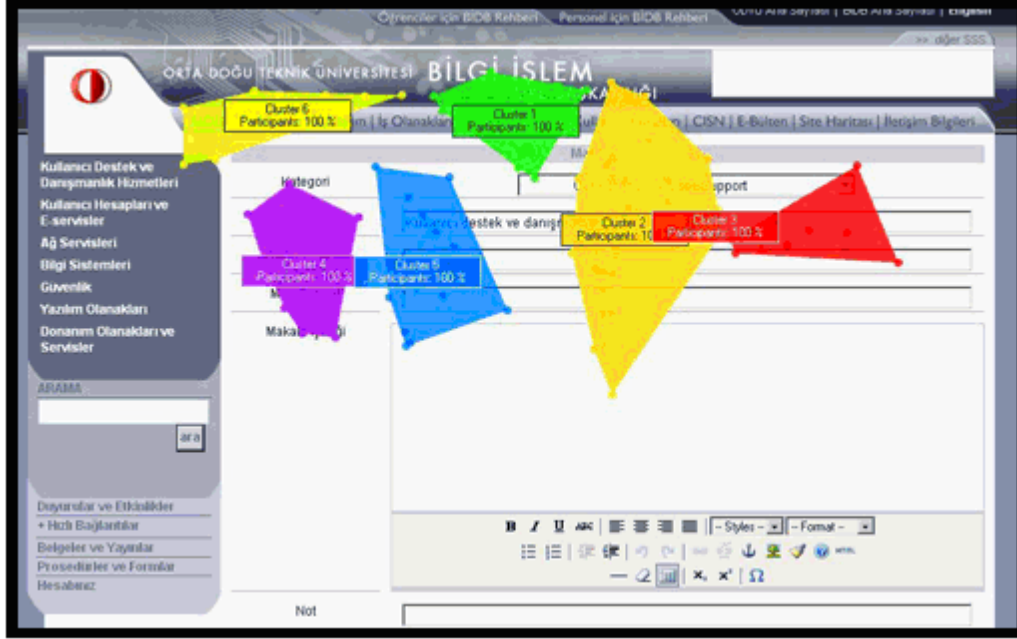 Öğrenciler için BİDB Rehberi Personel için BİDB Rehberi ODTÜ Ana Sayfası | BİDB Ana Sayfası | English
>> diğer SSS
ORTA DOĞU TEKNİK ÜNİVERSİTESİ BİLGİ İŞLEM
Cluster 6
Participants: 100 %
Cluster 1
Participants: 100 %
| İş Olanakları
| CISN | E-Bülten | Site Haritası | İletişim Bilgileri
Kullanıcı Destek ve
Danışmanlık Hizmetleri
Kullanıcı Hesapları ve
E-servisler
Ağ Servisleri
Bilgi Sistemleri
Güvenlik
Yazılım Olanakları
Donanım Olanakları ve
Servisler
Kategori
support
destek ve
Cluster 2
Participants: 10
Cluster 3
Participants: 100 %
Cluster 4
Participants: 100 %
Cluster 5
Participants: 100 %
ARAMA
ara
Duyurular ve Etkinlikler
+ Hızlı Bağlantılar
Belgeler ve Yayınlar
Prosedürler ve Formlar
Hesabınız
B I U ABC - Styles - - Format -
HTML
Not